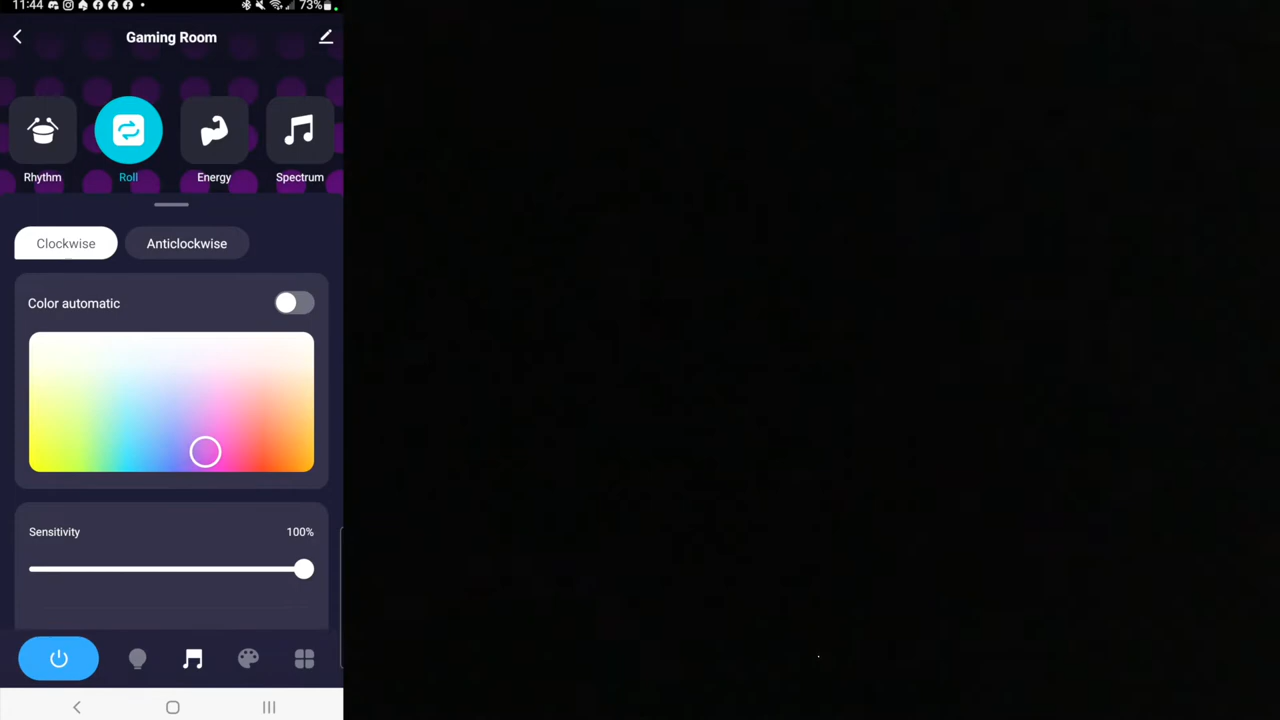 11:44 73%
Gaming Room
Rhythm Roll Energy Spectrum
Clockwise Anticlockwise
Color automatic
Sensitivity 100%